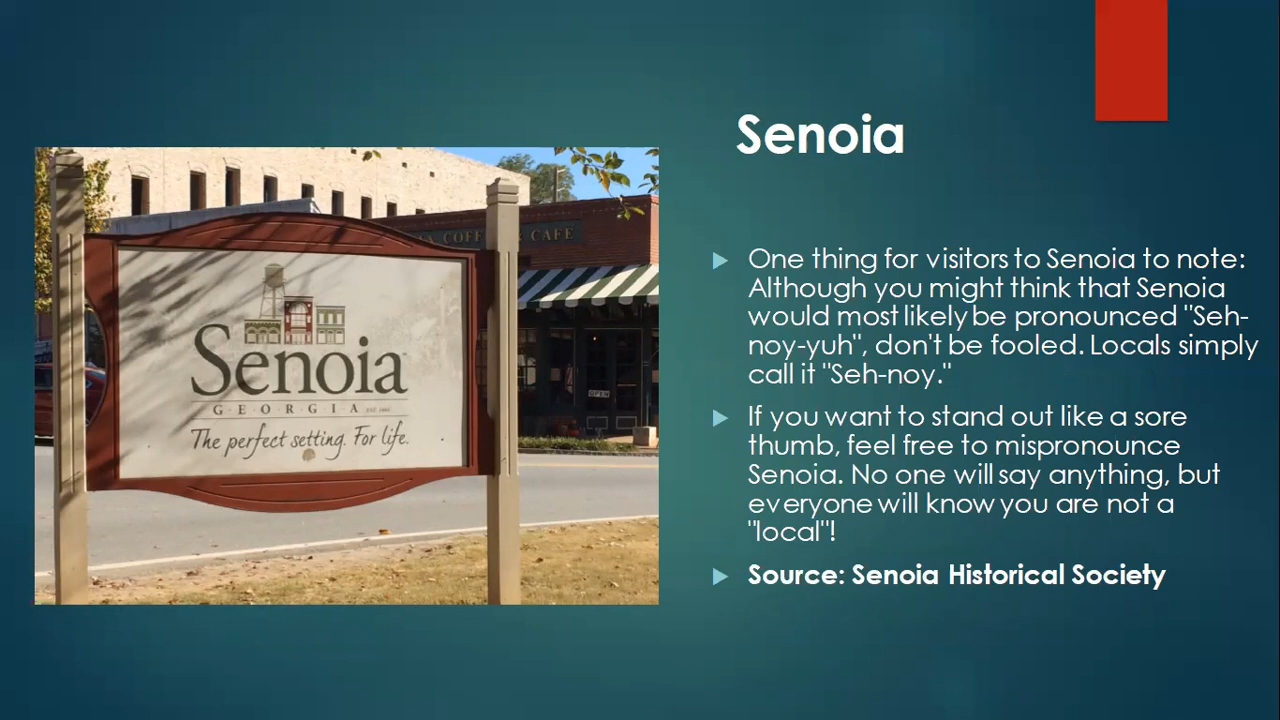 Senoia
One thing for visitors to Senoia to note:
Although you might think that Senoia
would most likely be pronounced "Seh-
noy-yuh", don't be fooled. Locals simply
call it "Seh-noy."
If you want to stand out like a sore
thumb, feel free to mispronounce
Senoia. No one will say anything, but
everyone will know you are not a
"local"!
Source: Senoia Historical Society
COFF
CAFE
Senoia
GEORGIA
The perfect setting. For life.
OPEN